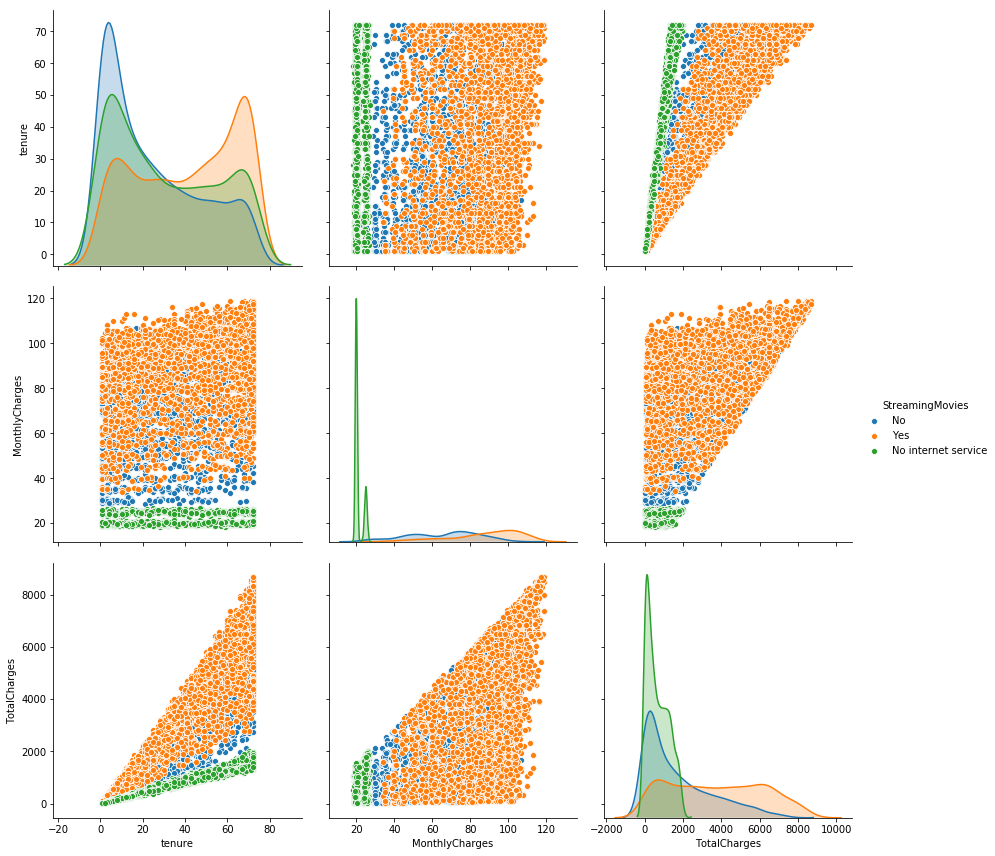 70
60
50
40
30
20
10
0
tenure
120
100
80
60
40
20
MonthlyCharges
StreamingMovies
No
Yes
No internet service
8000
6000
4000
2000
0
TotalCharges
−20 0 20 40 60 80
tenure
20 40 60 80 100 120
MonthlyCharges
−2000 0 2000 4000 6000 8000 10000
TotalCharges